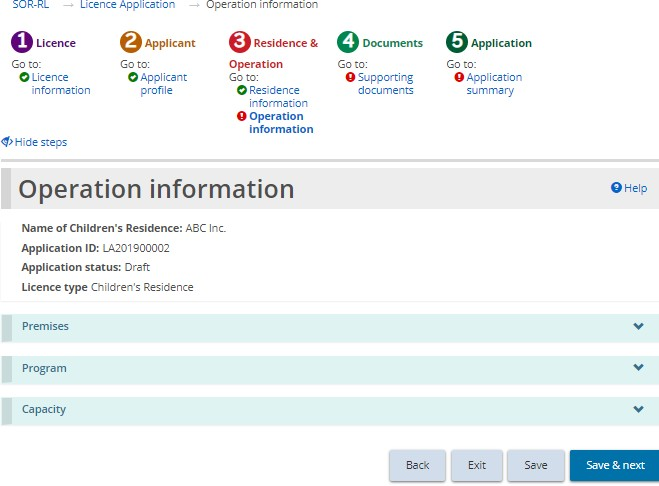 SOR-RL → Licence Application → Operation information
1 Licence
Go to:
Licence
information
2 Applicant
Go to:
Applicant
profile
3 Residence &
Operation
Go to:
Residence
information
Operation
information
4 Documents
Go to:
Supporting
documents
5 Application
Go to:
Application
summary
Hide steps
Operation information
Help
Name of Children's Residence: ABC Inc.
Application ID: LA201900002
Application status: Draft
Licence type Children's Residence
Premises
Program
Capacity
Back Exit Save Save & next